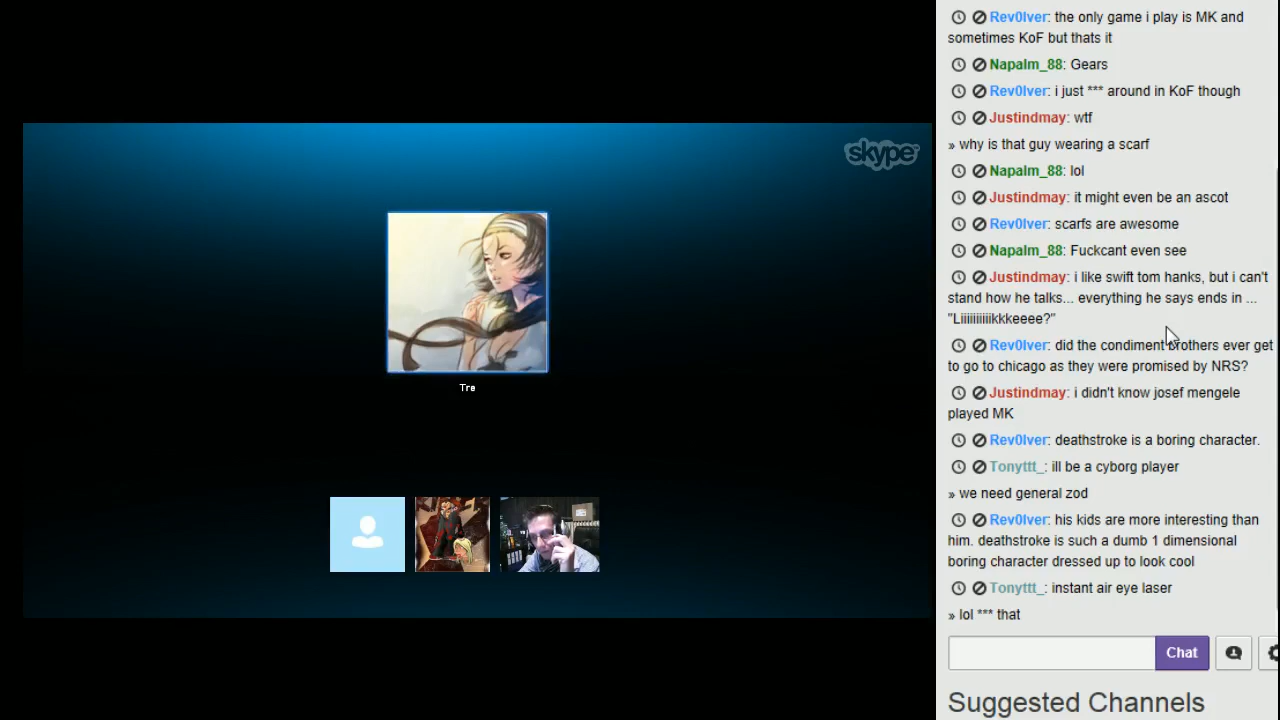 skype
Tre
Rev0lver: the only game i play is MK and
sometimes KoF but thats it
Napalm_88: Gears
Rev0lver: i just *** around in KoF though
Justindmay: wtf
» why is that guy wearing a scarf
Napalm_88: lol
Justindmay: it might even be an ascot
Rev0lver: scarfs are awesome
Napalm_88: Fuckcant even see
Justindmay: i like swift tom hanks, but i can't
stand how he talks... everything he says ends in ...
"Liiiiiiiiiikkkeeee?"
Rev0lver: did the condiment brothers ever get
to go to chicago as they were promised by NRS?
Justindmay: i didn't know josef mengele
played MK
Rev0lver: deathstroke is a boring character.
Tonyttt_: ill be a cyborg player
» we need general zod
Rev0lver: his kids are more interesting than
him. deathstroke is such a dumb 1 dimensional
boring character dressed up to look cool
Tonyttt_: instant air eye laser
» lol *** that
Chat
Suggested Channels